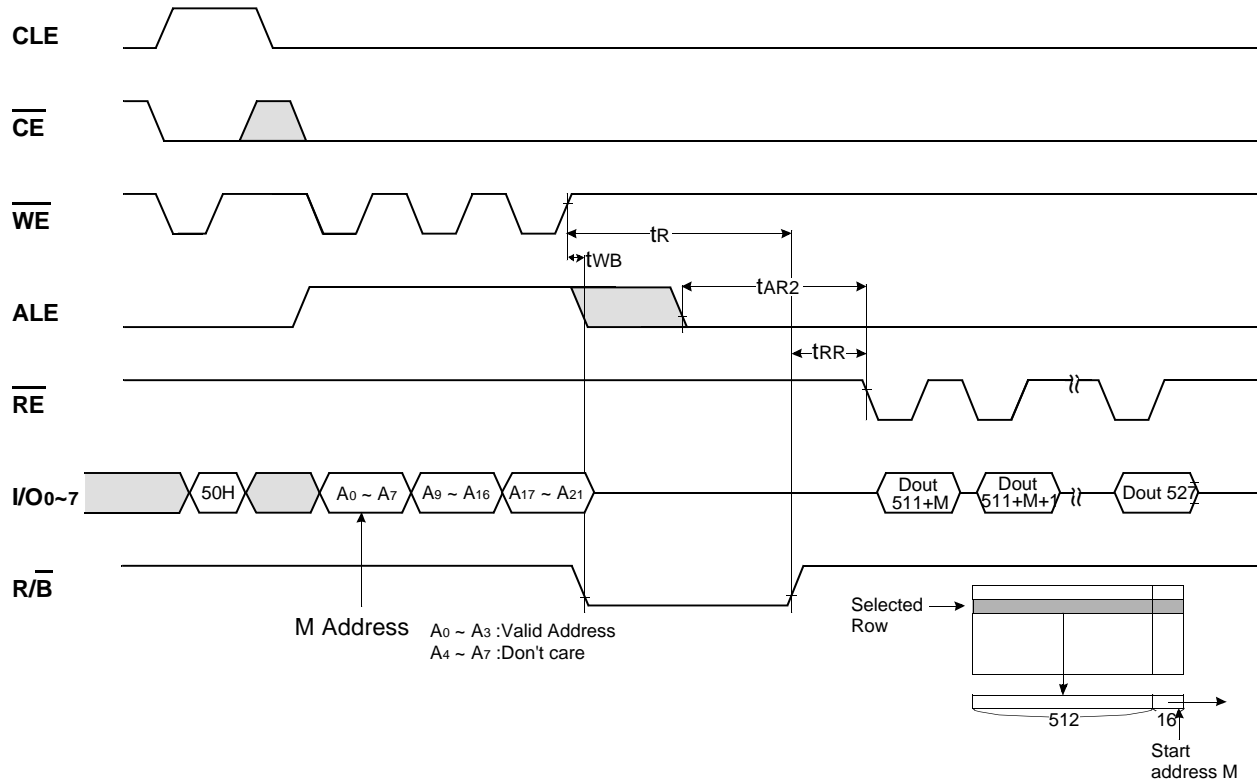 CLE
CE
WE
tR
tWB
ALE
tAR2
tRR
RE
I/O0~7
50H
A0 ~ A7
A9 ~ A16
A17 ~ A21
Dout
511+M
Dout
511+M+1
Dout 527
R/B
M Address
A0 ~ A3 :Valid Address
A4 ~ A7 :Don't care
Selected
Row
512
16
Start
address M